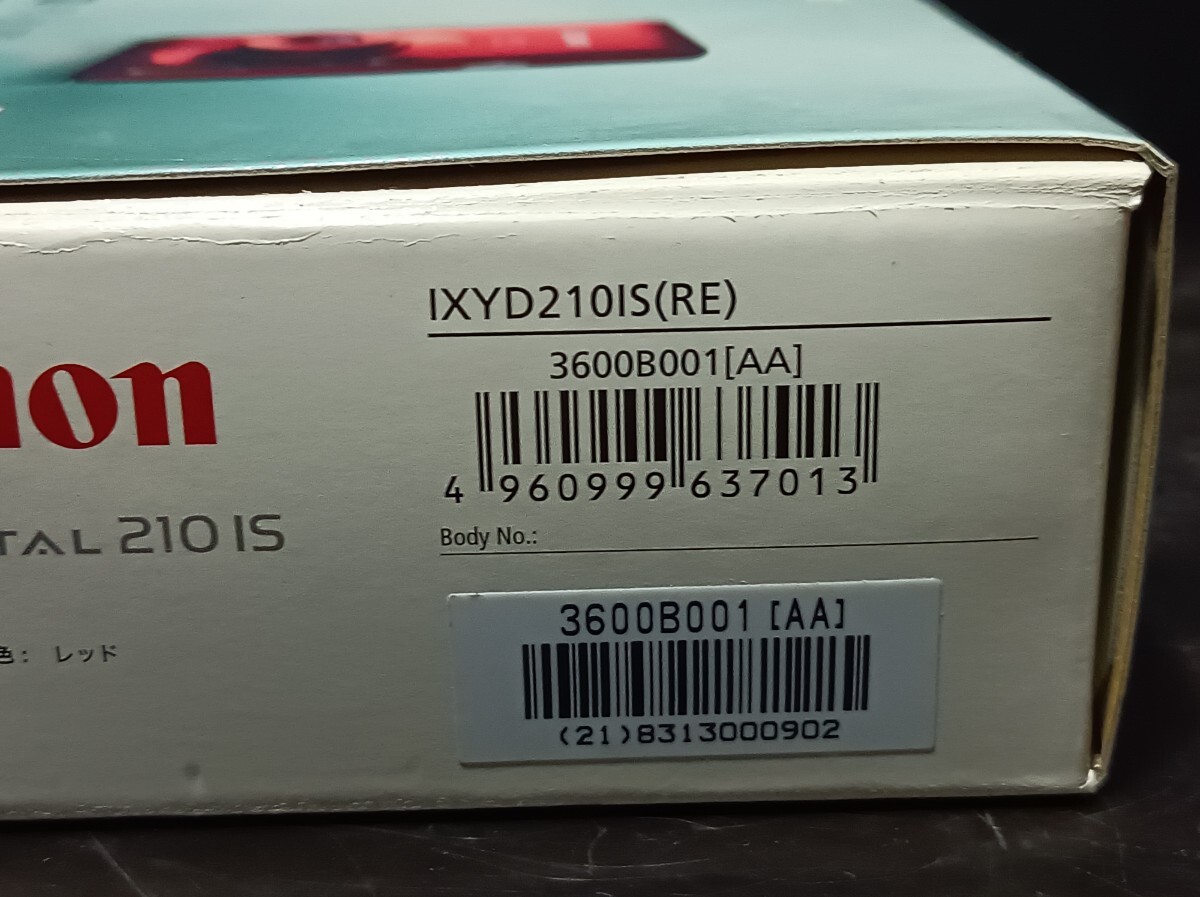 non
TAL 210 IS
色: レッド
IXYD210IS(RE)
3600B001[AA]
4 960999 637013
Body No.:
3600B001 [AA]
(21)8313000902